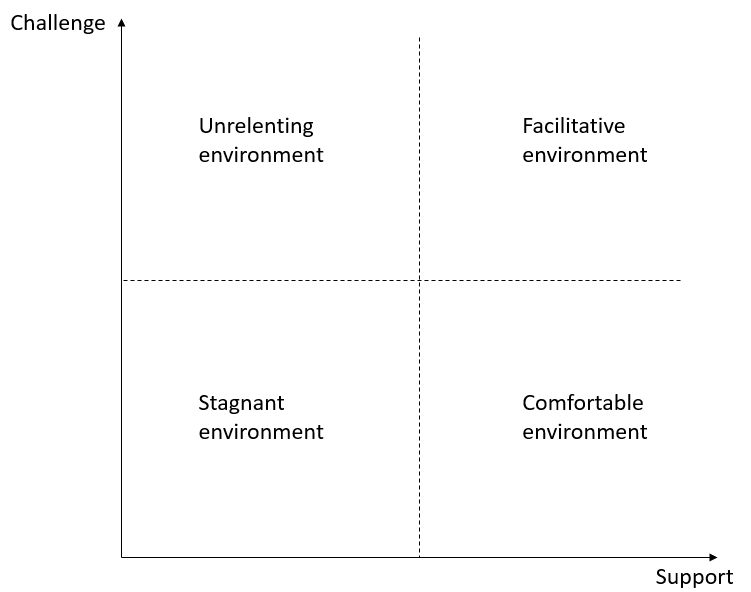 Challenge
Unrelenting
environment
Facilitative
environment
Stagnant
environment
Comfortable
environment
Support